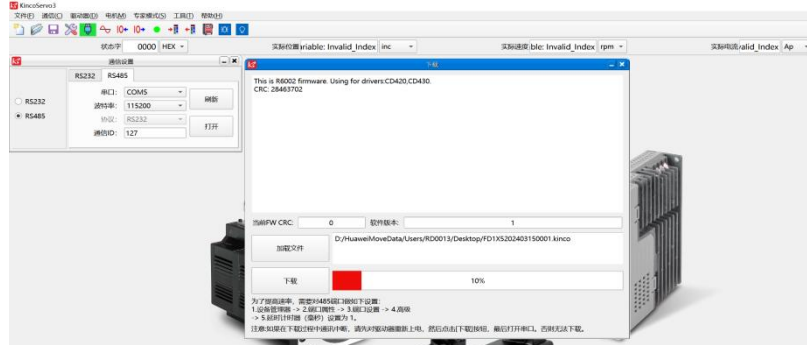 KincoServo3
文件(F) 通信(C) 驱动器(D) 电机(M) 专家模式(S) 工具(T) 帮助(H)
状态字 0000 HEX 实际位置 ariable: Invalid_Index inc 实际速度 ble: Invalid_Index rpm 实际电流 alid_Index Ap
通信设置
RS232 RS485
RS232
RS485
串口: COM5
波特率: 115200
协议: RS232
通信ID: 127
刷新
打开
下载
This is R6002 firmware. Using for drivers:CD420,CD430.
CRC: 28463702
当前FW CRC: 0 软件版本: 1
加载文件 D:/HuaweiMoveData/Users/RD0013/Desktop/FD1X5202403150001.kinco
下载 10%
为了提高速率，需要对485端口做如下设置:
1.设备管理器 -> 2.端口属性 -> 3.端口设置 -> 4.高级
-> 5.延时计时器（毫秒）设置为 1。
注意:如果在下载过程中通讯中断，请先对驱动器重新上电，然后点击[下载]按钮，最后打开串口。否则无法下载。